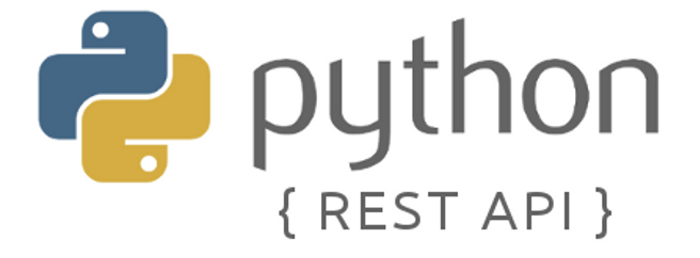 python
{ REST API }